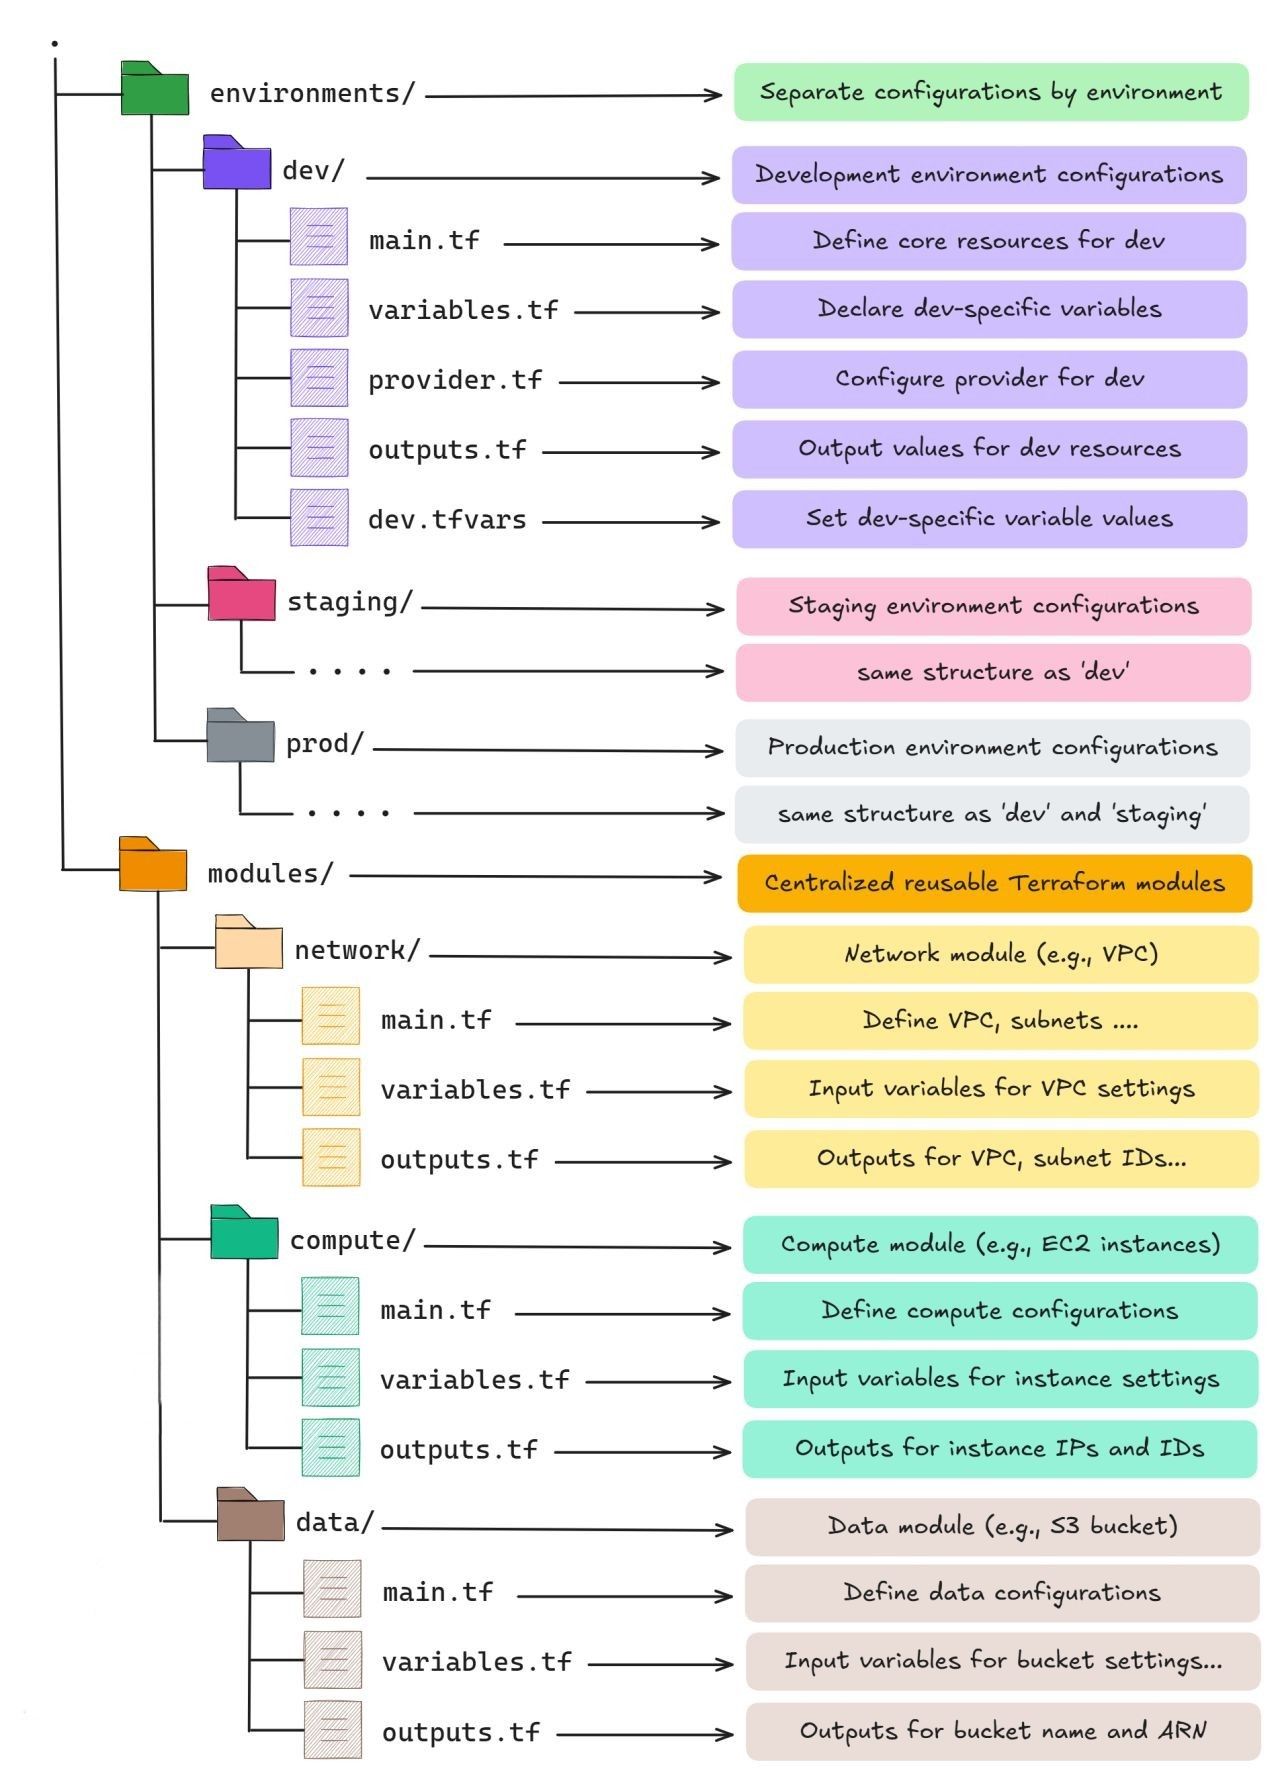 .
environments/ Separate configurations by environment
dev/ Development environment configurations
main.tf Define core resources for dev
variables.tf Declare dev-specific variables
provider.tf Configure provider for dev
outputs.tf Output values for dev resources
dev.tfvars Set dev-specific variable values
staging/ Staging environment configurations
.... same structure as 'dev'
prod/ Production environment configurations
.... same structure as 'dev' and 'staging'
modules/ Centralized reusable Terraform modules
network/ Network module (e.g., VPC)
main.tf Define VPC, subnets ....
variables.tf Input variables for VPC settings
outputs.tf Outputs for VPC, subnet IDs...
compute/ Compute module (e.g., EC2 instances)
main.tf Define compute configurations
variables.tf Input variables for instance settings
outputs.tf Outputs for instance IPs and IDs
data/ Data module (e.g., S3 bucket)
main.tf Define data configurations
variables.tf Input variables for bucket settings...
outputs.tf Outputs for bucket name and ARN